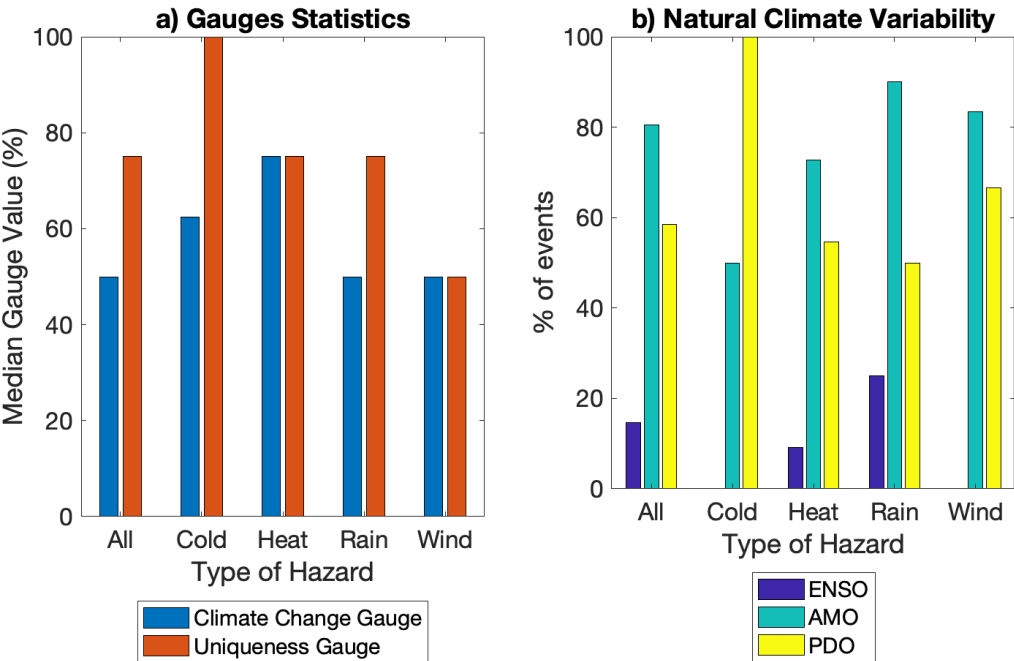 a) Gauges Statistics
Median Gauge Value (%)
100
80
60
40
20
0
All Cold Heat Rain Wind
Type of Hazard
Climate Change Gauge
Uniqueness Gauge
b) Natural Climate Variability
% of events
100
80
60
40
20
0
All Cold Heat Rain Wind
Type of Hazard
ENSO
AMO
PDO